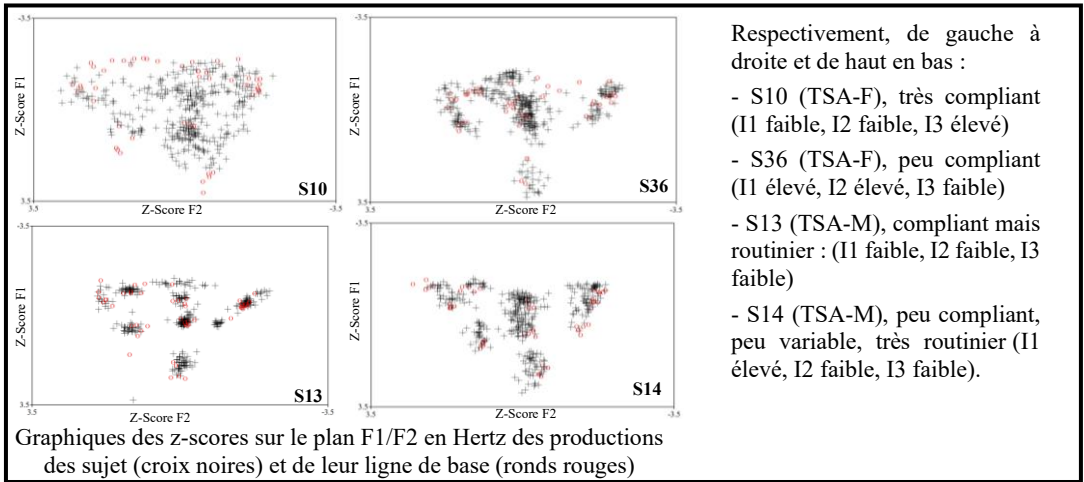 -3.5
Z-Score F1
3.5
3.5
Z-Score F2
-3.5
S10
-3.5
Z-Score F1
3.5
3.5
Z-Score F2
-3.5
S36
-3.5
Z-Score F1
3.5
3.5
Z-Score F2
-3.5
S13
-3.5
Z-Score F1
3.5
3.5
Z-Score F2
-3.5
S14
Graphiques des z-scores sur le plan F1/F2 en Hertz des productions
des sujet (croix noires) et de leur ligne de base (ronds rouges)
Respectivement, de gauche à
droite et de haut en bas :
- S10 (TSA-F), très compliant
(I1 faible, I2 faible, I3 élevé)
- S36 (TSA-F), peu compliant
(I1 élevé, I2 élevé, I3 faible)
- S13 (TSA-M), compliant mais
routinier : (I1 faible, I2 faible, I3
faible)
- S14 (TSA-M), peu compliant,
peu variable, très routinier (I1
élevé, I2 faible, I3 faible).